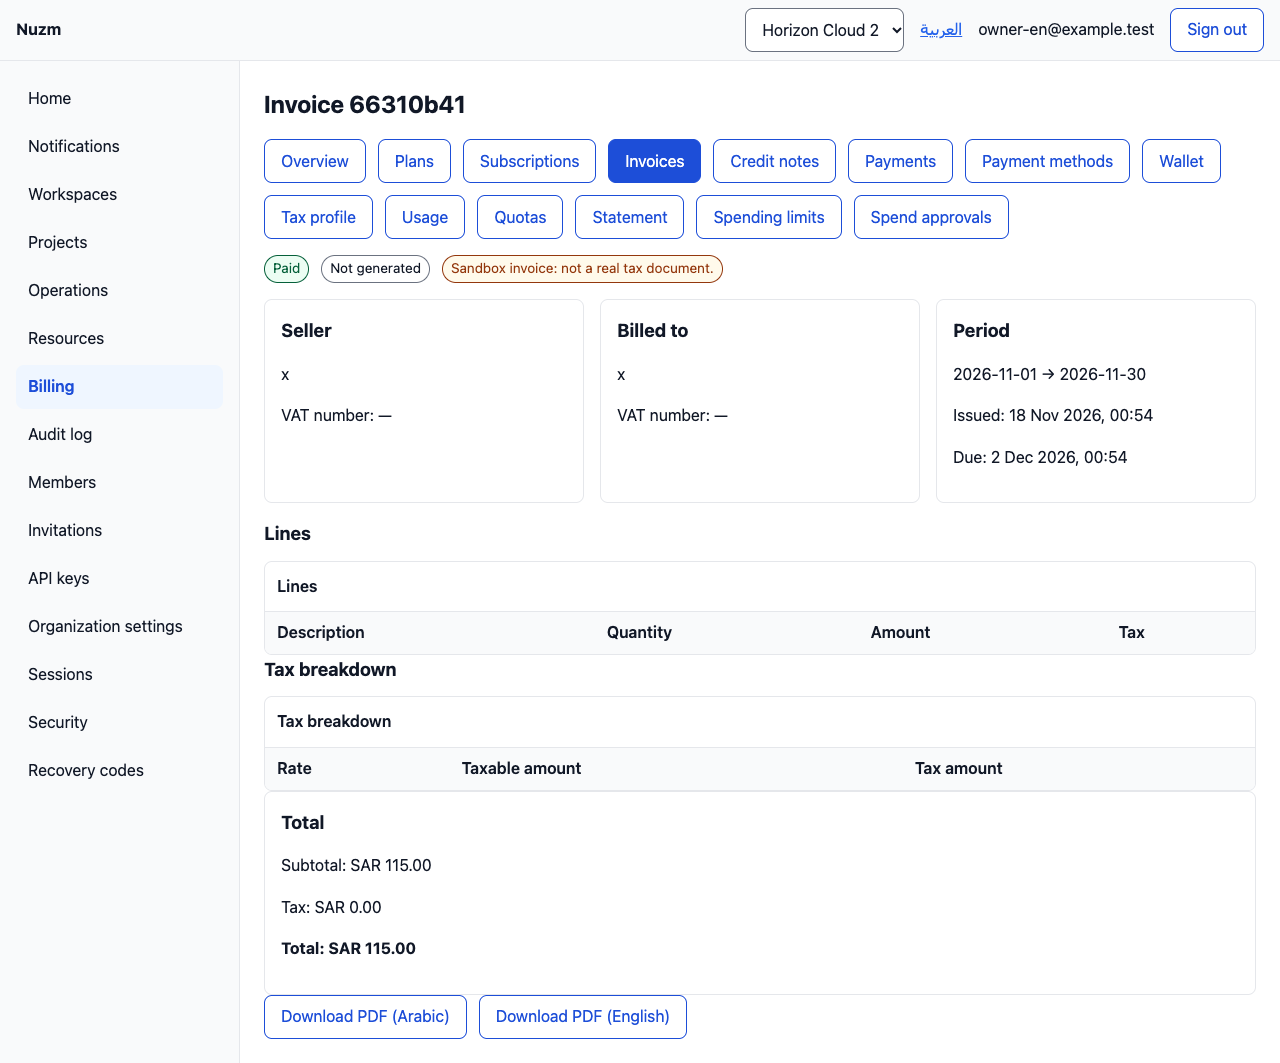 Nuzm
Horizon Cloud 2
العربية
owner-en@example.test
Sign out
Home
Notifications
Workspaces
Projects
Operations
Resources
Billing
Audit log
Members
Invitations
API keys
Organization settings
Sessions
Security
Recovery codes
Invoice 66310b41
Overview
Plans
Subscriptions
Invoices
Credit notes
Payments
Payment methods
Wallet
Tax profile
Usage
Quotas
Statement
Spending limits
Spend approvals
Paid
Not generated
Sandbox invoice: not a real tax document.
Seller
x
VAT number: —
Billed to
x
VAT number: —
Period
2026-11-01 → 2026-11-30
Issued: 18 Nov 2026, 00:54
Due: 2 Dec 2026, 00:54
Lines
Lines
Description Quantity Amount Tax
Tax breakdown
Tax breakdown
Rate Taxable amount Tax amount
Total
Subtotal: SAR 115.00
Tax: SAR 0.00
Total: SAR 115.00
Download PDF (Arabic)
Download PDF (English)